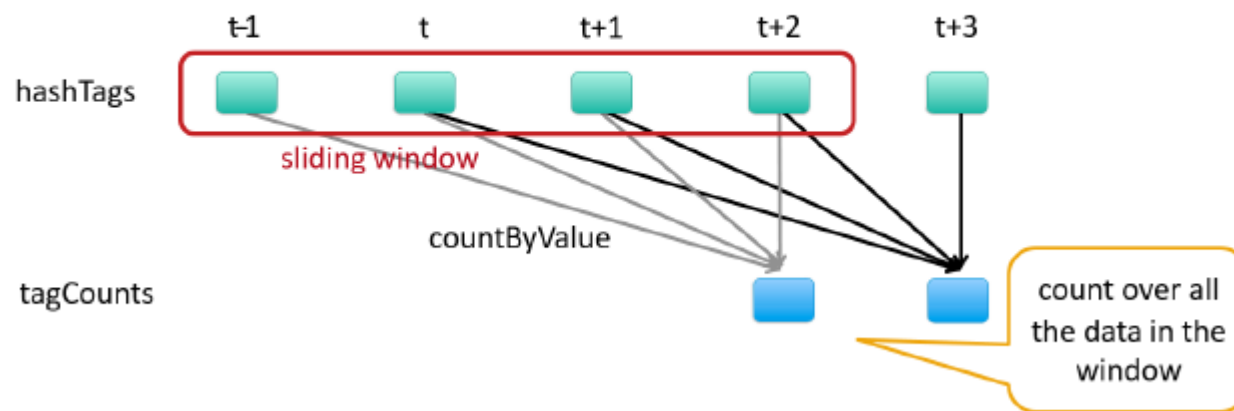 t-1 t t+1 t+2 t+3
hashTags
sliding window
countByValue
tagCounts
count over all
the data in the
window